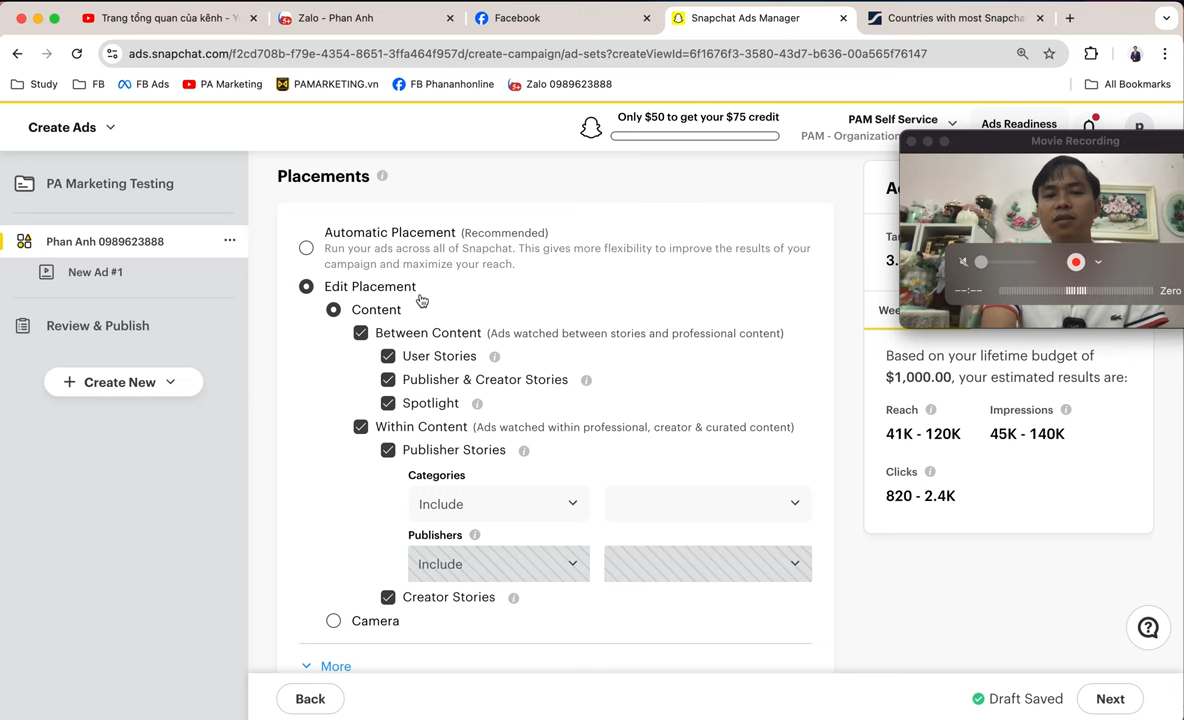 Trang tổng quan của kênh - Y
Zalo - Phan Anh
Facebook
Snapchat Ads Manager
Countries with most Snapcha
ads.snapchat.com/f2cd708b-f79e-4354-8651-3ffa464f957d/create-campaign/ad-sets?createViewId=6f1676f3-3580-43d7-b636-00a565f76147
Study
FB
FB Ads
PA Marketing
PAMARKETING.vn
FB Phananhonline
Zalo 0989623888
All Bookmarks
Create Ads
Only $50 to get your $75 credit
PAM Self Service
PAM - Organization
Ads Readiness
Movie Recording
PA Marketing Testing
Phan Anh 0989623888
New Ad #1
Review & Publish
Create New
Placements
Automatic Placement (Recommended)
Run your ads across all of Snapchat. This gives more flexibility to improve the results of your
campaign and maximize your reach.
Edit Placement
Content
Between Content (Ads watched between stories and professional content)
User Stories
Publisher & Creator Stories
Spotlight
Within Content (Ads watched within professional, creator & curated content)
Publisher Stories
Categories
Include
Publishers
Include
Creator Stories
Camera
More
--:--
Zero
3.
Based on your lifetime budget of
$1,000.00, your estimated results are:
Reach
Impressions
41K - 120K
45K - 140K
Clicks
820 - 2.4K
Back
Draft Saved
Next